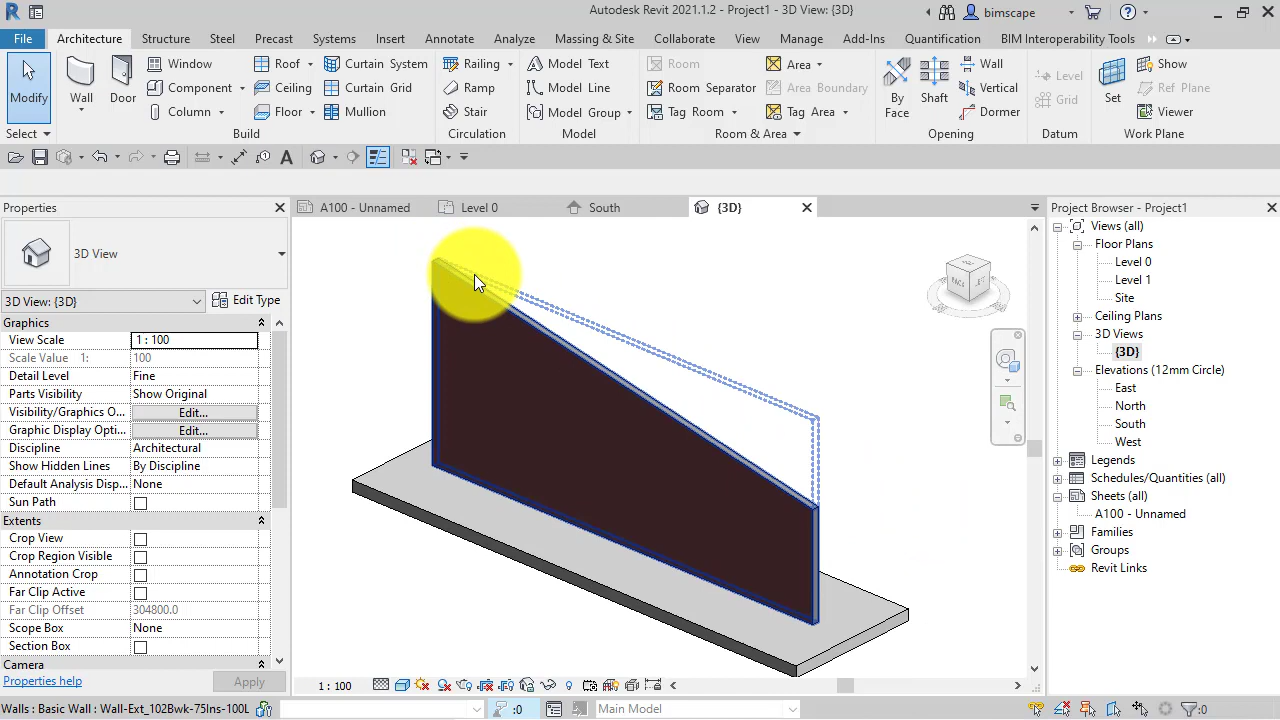 Autodesk Revit 2021.1.2 - Project1 - 3D View: {3D}
bimscape
File Architecture Structure Steel Precast Systems Insert Annotate Analyze Massing & Site Collaborate View Manage Add-Ins Quantification BIM Interoperability Tools
Modify
Select
Wall
Door
Window
Component
Column
Roof
Ceiling
Floor
Curtain System
Curtain Grid
Mullion
Build
Railing
Ramp
Stair
Circulation
Model Text
Model Line
Model Group
Model
Room
Room Separator
Tag Room
Area
Area Boundary
Tag Area
Room & Area
By
Face
Shaft
Wall
Vertical
Dormer
Opening
Level
Grid
Datum
Set
Show
Ref Plane
Viewer
Work Plane
Properties
3D View
3D View: {3D}
Edit Type
Graphics
View Scale 1 : 100
Scale Value 1: 100
Detail Level Fine
Parts Visibility Show Original
Visibility/Graphics O... Edit...
Graphic Display Opti... Edit...
Discipline Architectural
Show Hidden Lines By Discipline
Default Analysis Disp... None
Sun Path
Extents
Crop View
Crop Region Visible
Annotation Crop
Far Clip Active
Far Clip Offset 304800.0
Scope Box None
Section Box
Camera
Properties help
Apply
A100 - Unnamed
Level 0
South
{3D}
1 : 100
Project Browser - Project1
Views (all)
Floor Plans
Level 0
Level 1
Site
Ceiling Plans
3D Views
{3D}
Elevations (12mm Circle)
East
North
South
West
Legends
Schedules/Quantities (all)
Sheets (all)
A100 - Unnamed
Families
Groups
Revit Links
Walls : Basic Wall : Wall-Ext_102Bwk-75Ins-100L
:0
Main Model
:0